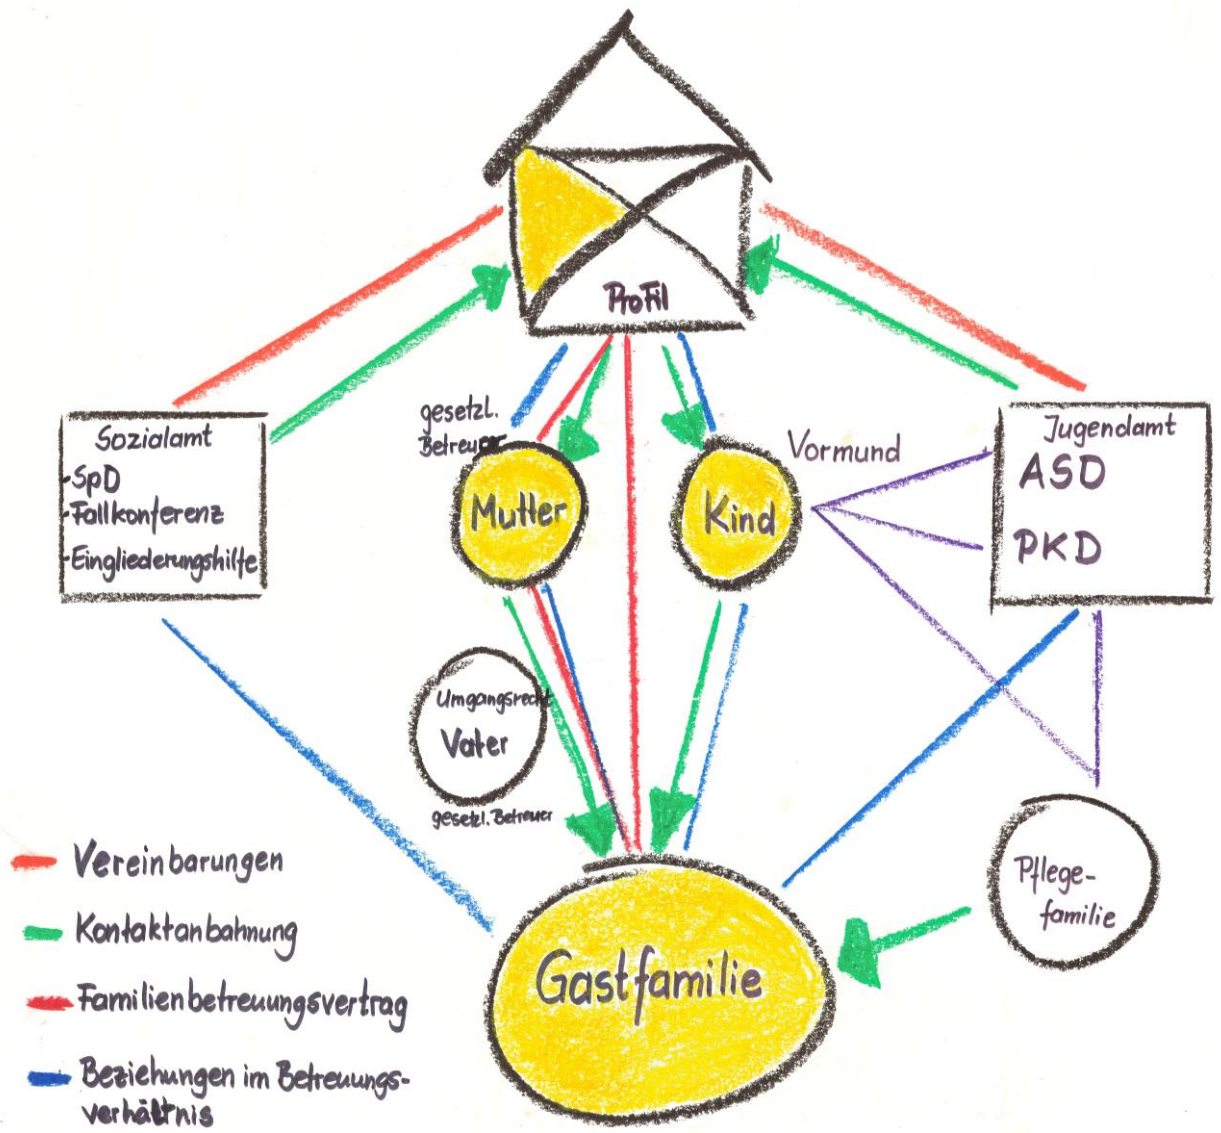 ProFil
gesetzl.
Betreuer
Sozialamt
-SpD
-Fallkonferenz
-Eingliederungshilfe
Mutter
Kind
Vormund
Jugendamt
ASD
PKD
Umgangsrecht
Vater
gesetzl. Betreuer
Pflege-
familie
Gastfamilie
Vereinbarungen
Kontaktanbahnung
Familienbetreuungsvertrag
Beziehungen im Betreuungs-
verhältnis